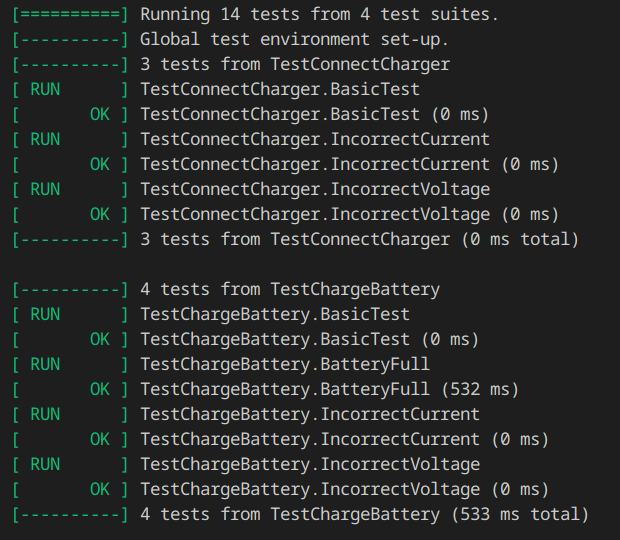 [==========] Running 14 tests from 4 test suites.
[----------] Global test environment set-up.
[----------] 3 tests from TestConnectCharger
[ RUN      ] TestConnectCharger.BasicTest
[       OK ] TestConnectCharger.BasicTest (0 ms)
[ RUN      ] TestConnectCharger.IncorrectCurrent
[       OK ] TestConnectCharger.IncorrectCurrent (0 ms)
[ RUN      ] TestConnectCharger.IncorrectVoltage
[       OK ] TestConnectCharger.IncorrectVoltage (0 ms)
[----------] 3 tests from TestConnectCharger (0 ms total)

[----------] 4 tests from TestChargeBattery
[ RUN      ] TestChargeBattery.BasicTest
[       OK ] TestChargeBattery.BasicTest (0 ms)
[ RUN      ] TestChargeBattery.BatteryFull
[       OK ] TestChargeBattery.BatteryFull (532 ms)
[ RUN      ] TestChargeBattery.IncorrectCurrent
[       OK ] TestChargeBattery.IncorrectCurrent (0 ms)
[ RUN      ] TestChargeBattery.IncorrectVoltage
[       OK ] TestChargeBattery.IncorrectVoltage (0 ms)
[----------] 4 tests from TestChargeBattery (533 ms total)